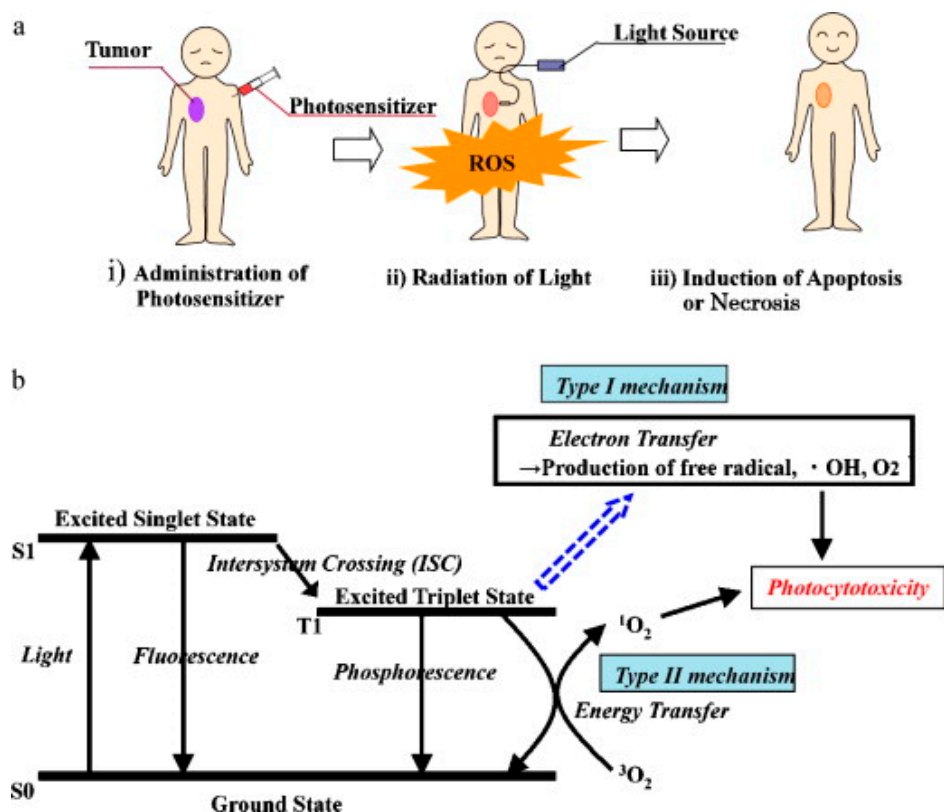 a
Tumor
Light Source
Photosensitizer
ROS
i) Administration of
Photosensitizer
ii) Radiation of Light
iii) Induction of Apoptosis
or Necrosis
b
Type I mechanism
Electron Transfer
→Production of free radical, ・OH, O2
Excited Singlet State
S1
Intersystam Crossing (ISC)
Excited Triplet State
T1
Photocytotoxicity
¹O₂
Light
Fluorescence
Phosphorescence
Type II mechanism
Energy Transfer
³O₂
S0
Ground State